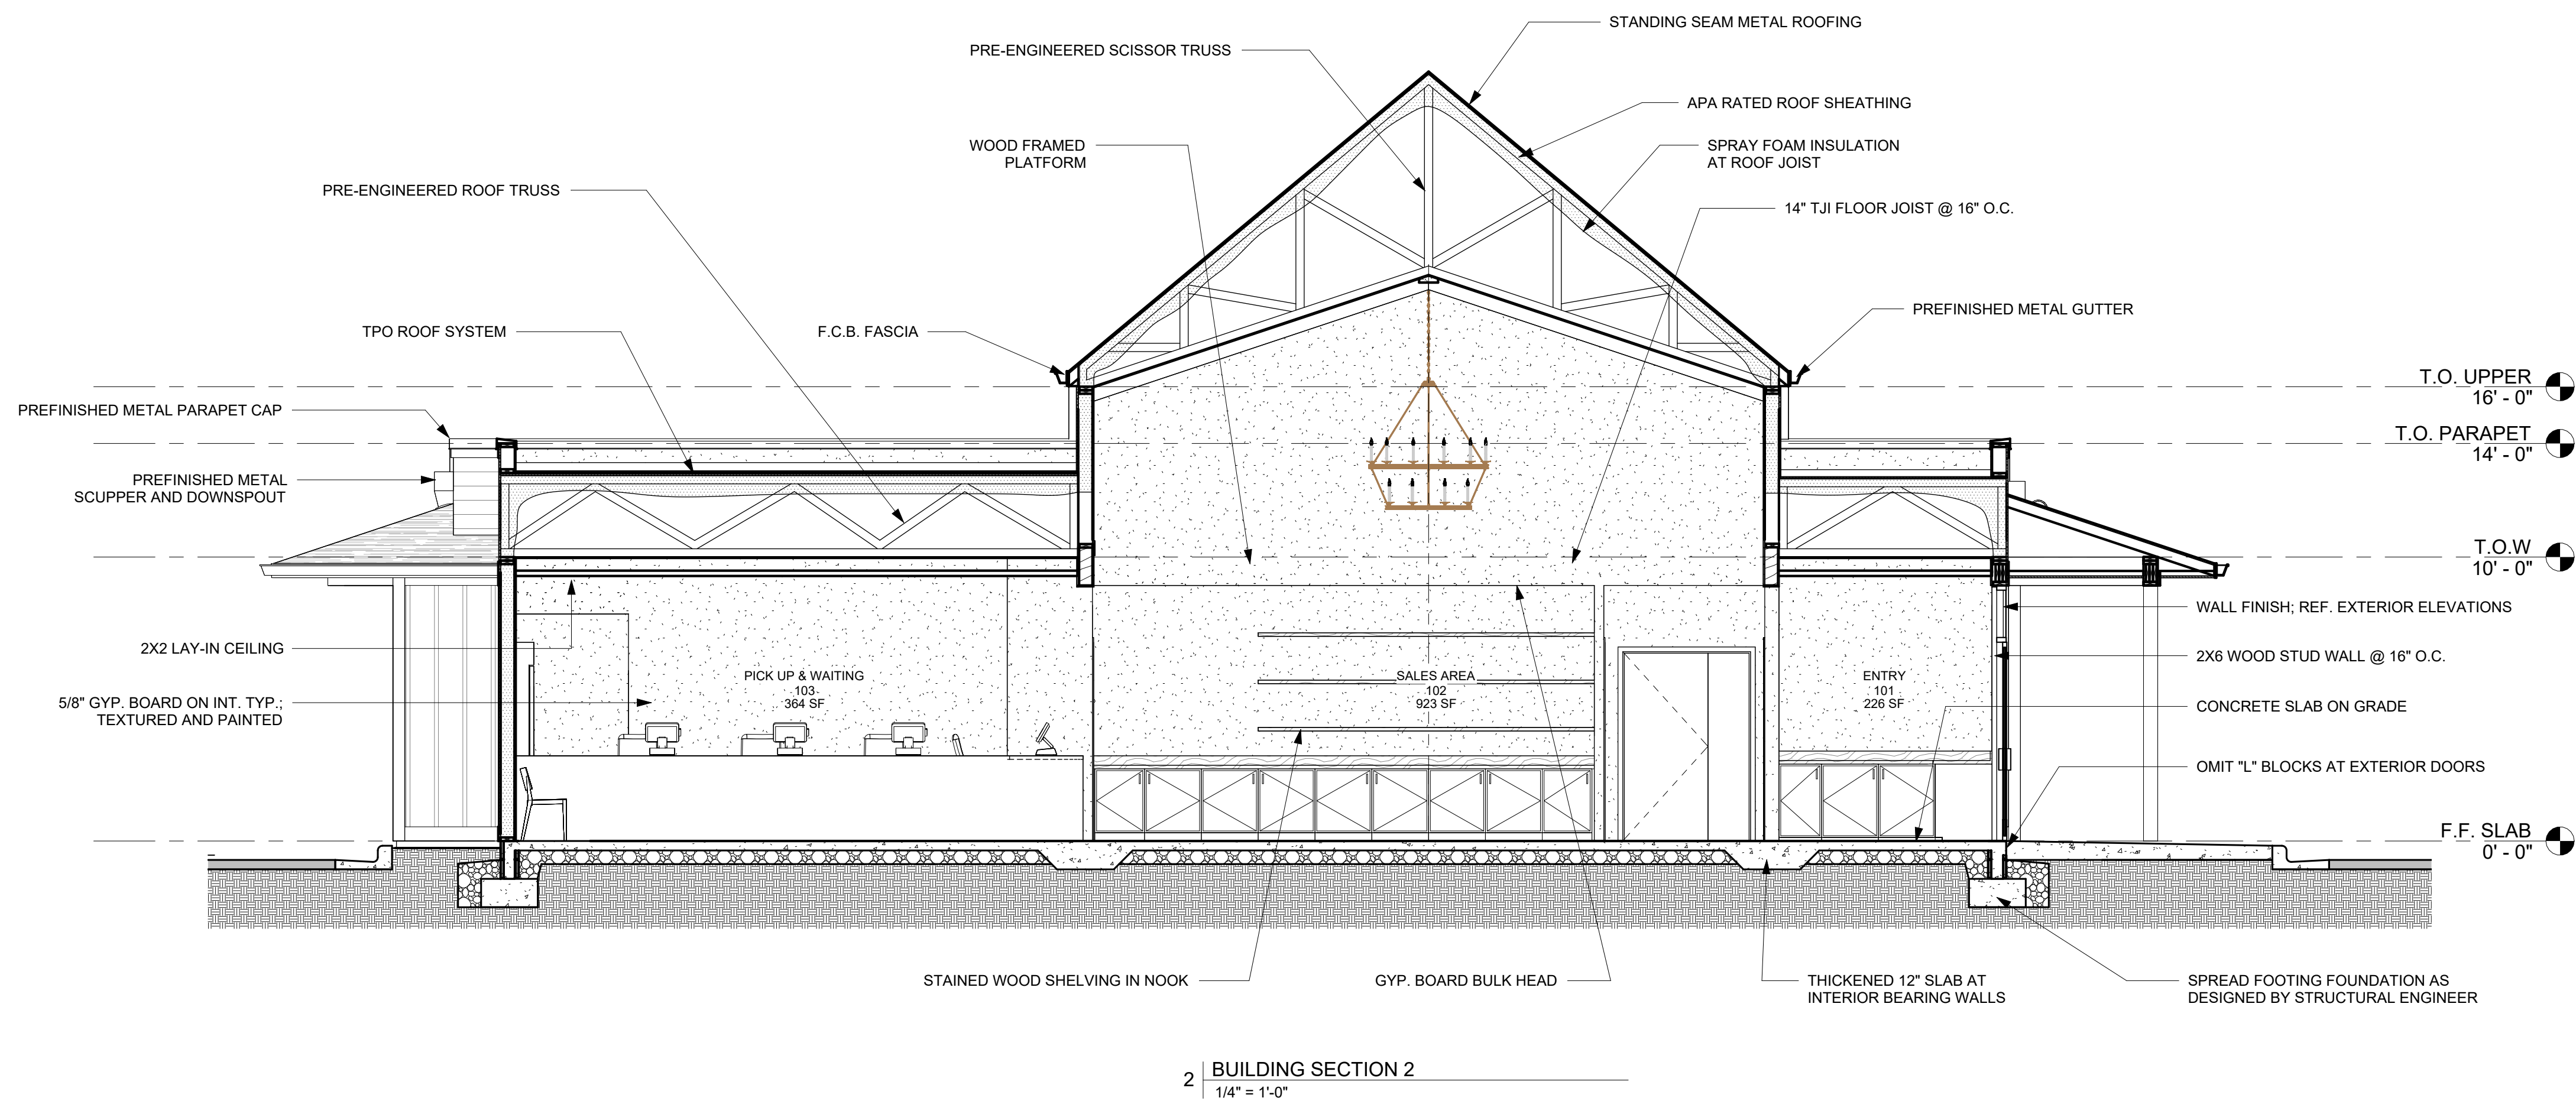 STANDING SEAM METAL ROOFING
PRE-ENGINEERED SCISSOR TRUSS
APA RATED ROOF SHEATHING
WOOD FRAMED
PLATFORM
SPRAY FOAM INSULATION
AT ROOF JOIST
PRE-ENGINEERED ROOF TRUSS
14" TJI FLOOR JOIST @ 16" O.C.
TPO ROOF SYSTEM
F.C.B. FASCIA
PREFINISHED METAL GUTTER
T.O. UPPER
16' - 0"
PREFINISHED METAL PARAPET CAP
T.O. PARAPET
14' - 0"
PREFINISHED METAL
SCUPPER AND DOWNSPOUT
T.O.W
10' - 0"
WALL FINISH; REF. EXTERIOR ELEVATIONS
2X2 LAY-IN CEILING
2X6 WOOD STUD WALL @ 16" O.C.
PICK UP & WAITING
103
364 SF
SALES AREA
102
923 SF
ENTRY
101
226 SF
5/8" GYP. BOARD ON INT. TYP.;
TEXTURED AND PAINTED
CONCRETE SLAB ON GRADE
OMIT "L" BLOCKS AT EXTERIOR DOORS
F.F. SLAB
0' - 0"
STAINED WOOD SHELVING IN NOOK
GYP. BOARD BULK HEAD
THICKENED 12" SLAB AT
INTERIOR BEARING WALLS
SPREAD FOOTING FOUNDATION AS
DESIGNED BY STRUCTURAL ENGINEER
2
BUILDING SECTION 2
1/4" = 1'-0"